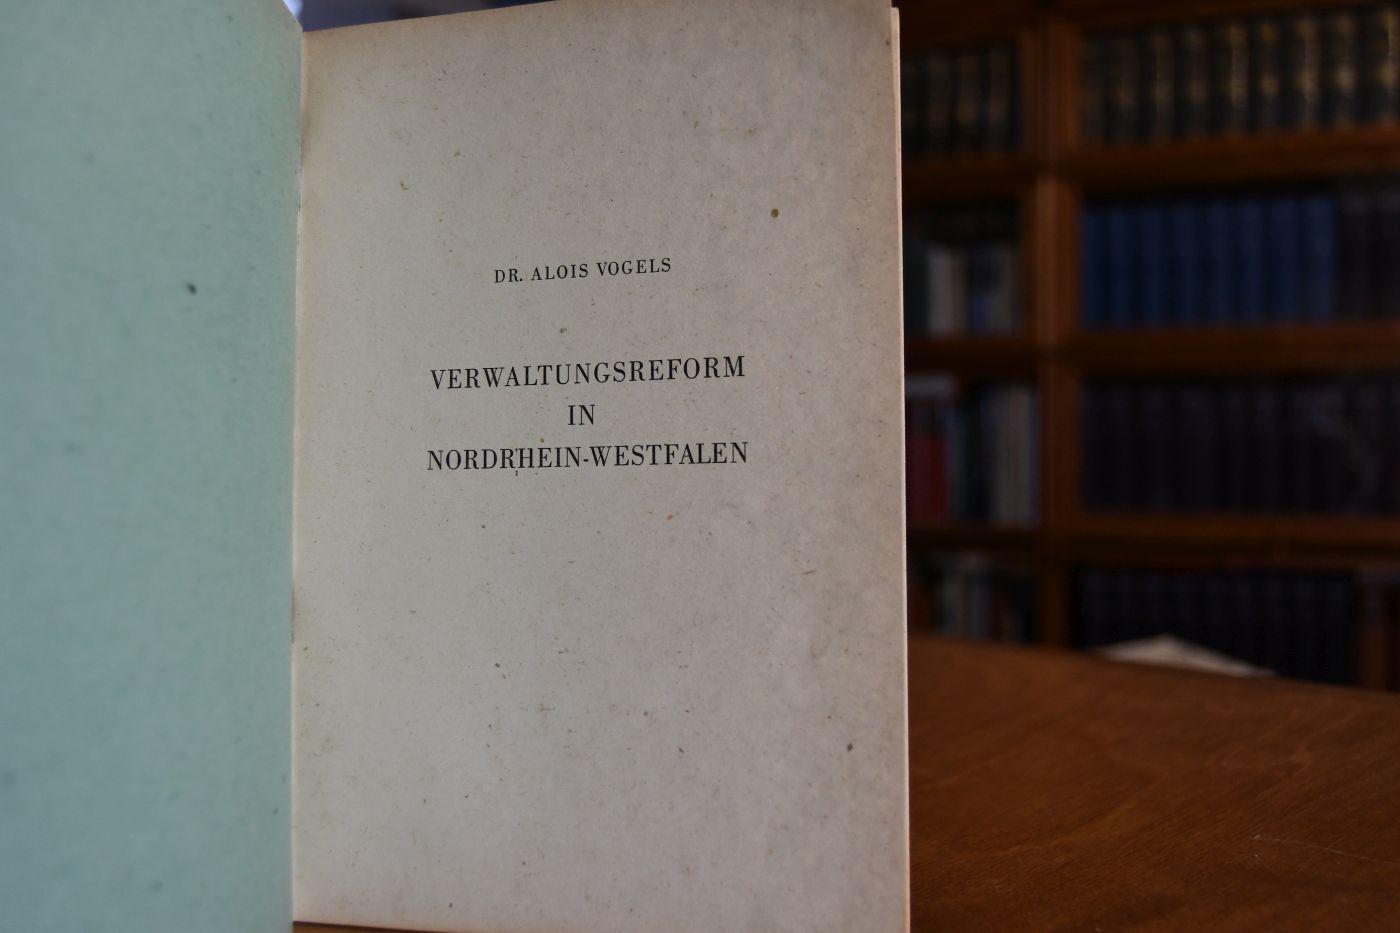 DR. ALOIS VOGELS
VERWALTUNGSREFORM
IN
NORDRHEIN-WESTFALEN